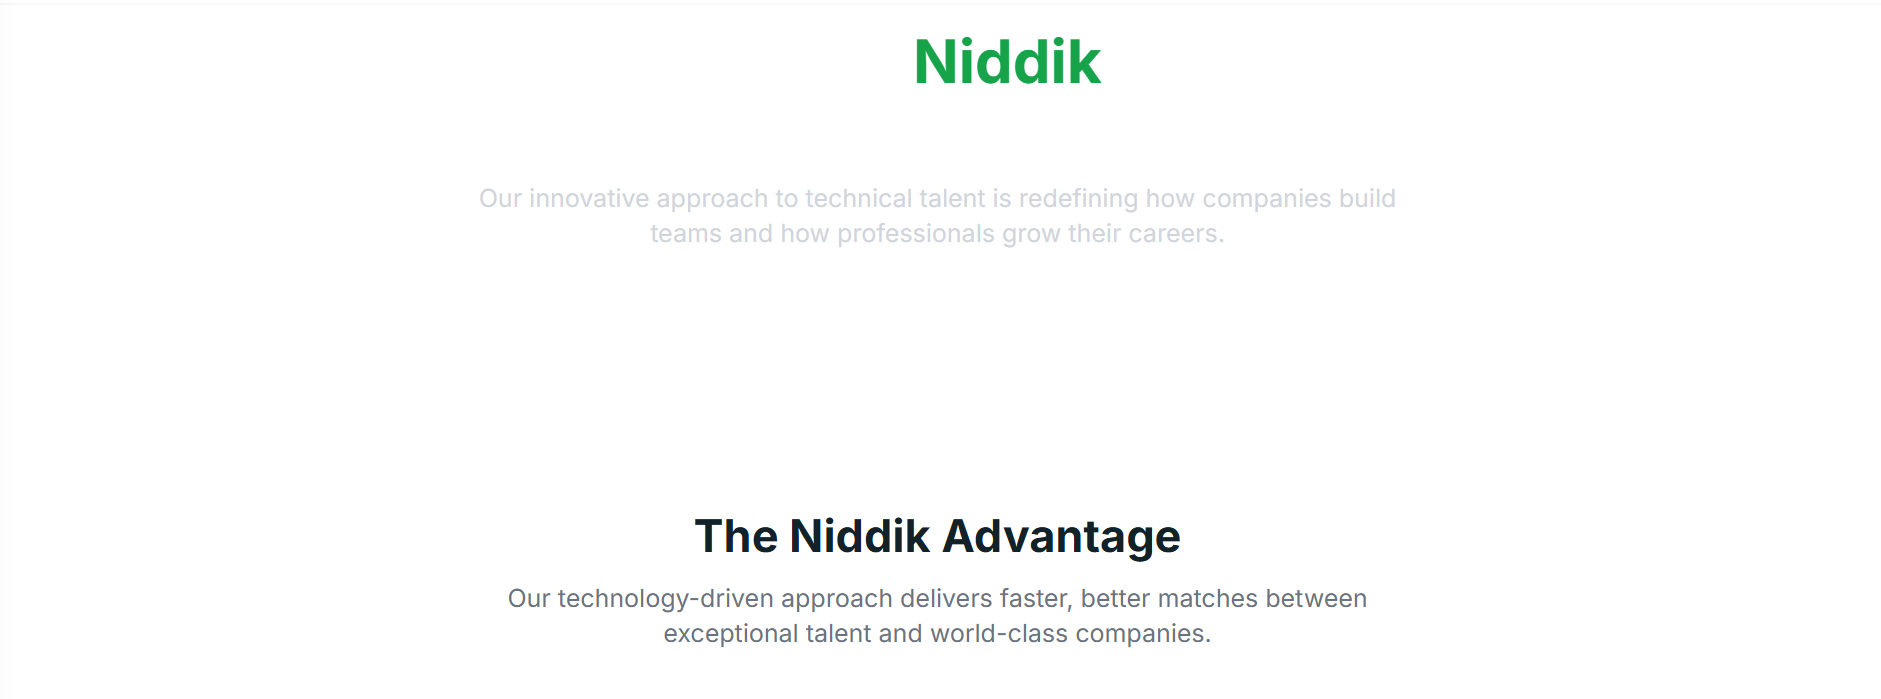 Niddik
Our innovative approach to technical talent is redefining how companies build
teams and how professionals grow their careers.
The Niddik Advantage
Our technology-driven approach delivers faster, better matches between
exceptional talent and world-class companies.